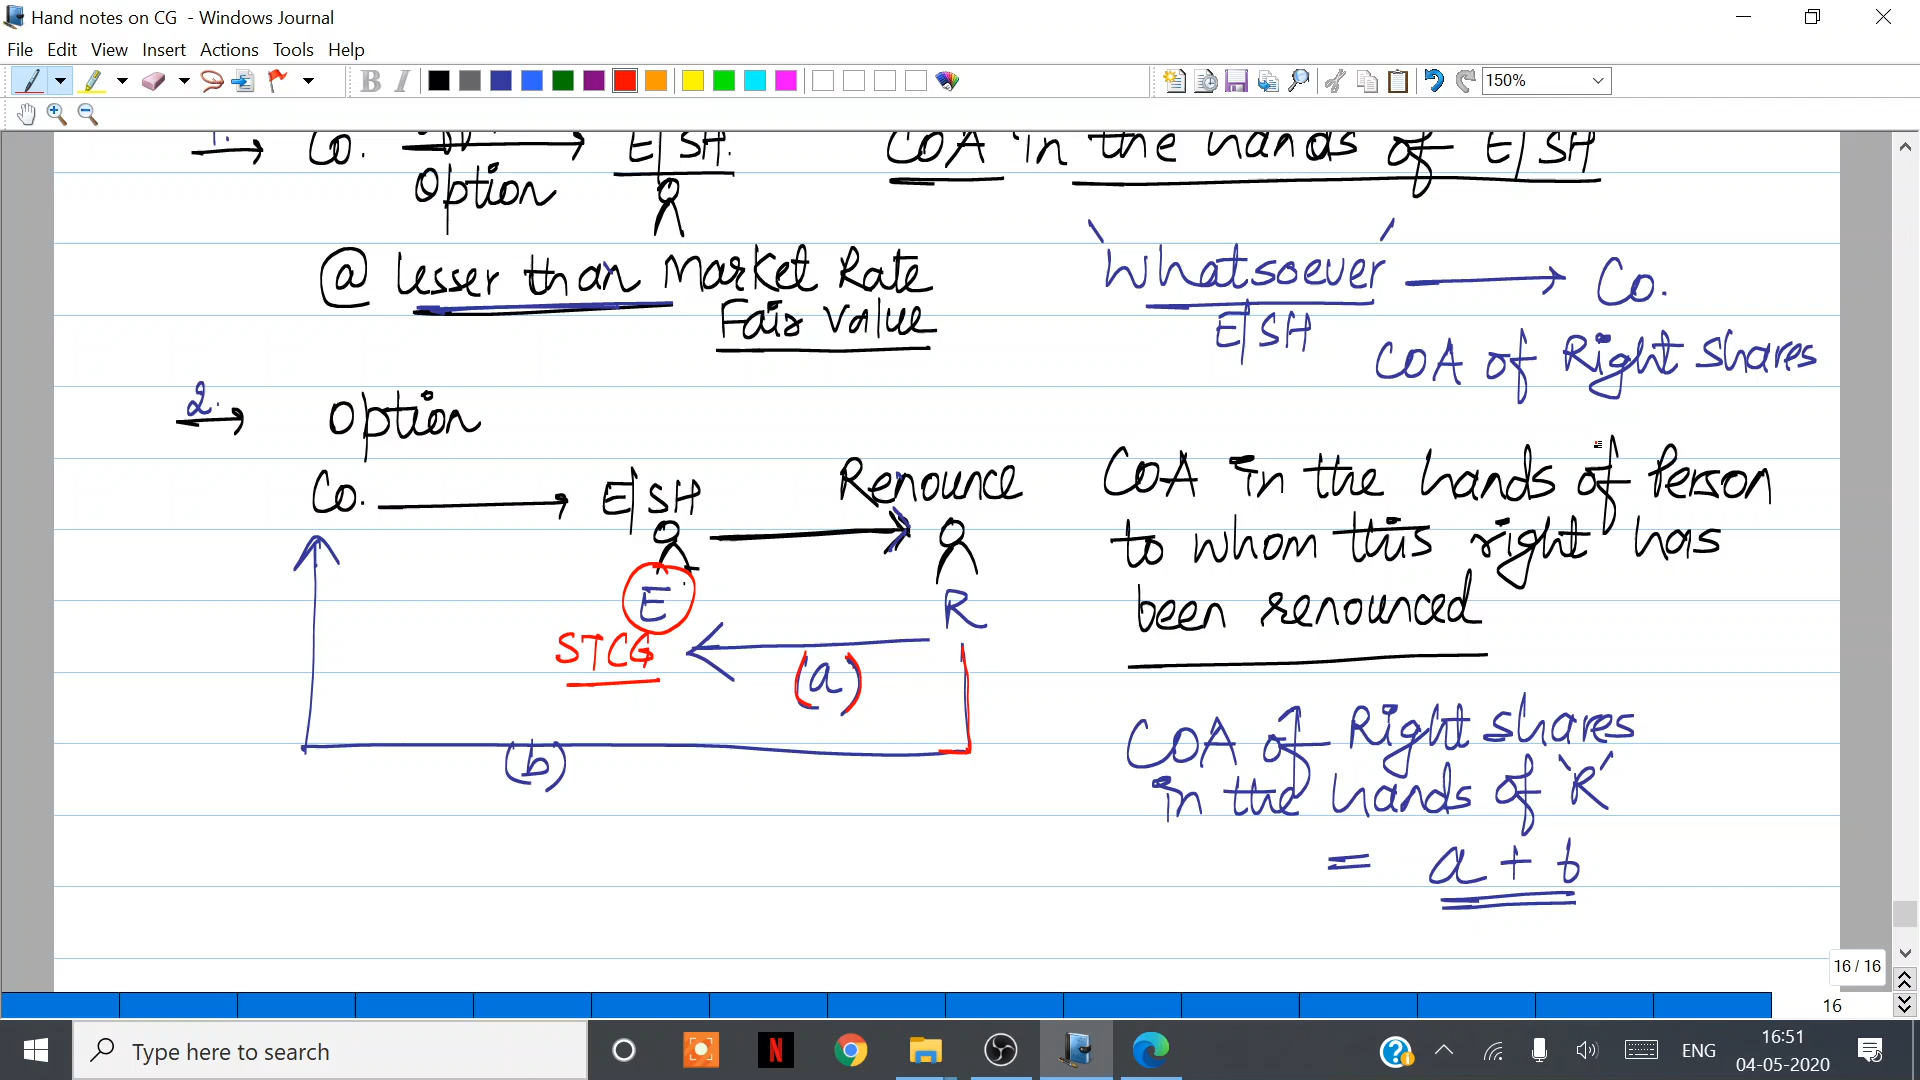 Hand notes on CG - Windows Journal
File Edit View Insert Actions Tools Help
B I
150%
1. Co. E/SH. COA in the hands of E/SH
Option
@ lesser than Market Rate
Fair Value
'Whatsoever' Co.
E/SH
COA of Right shares
2. Option
Co. E/SH Renounce
COA in the hands of Person
to whom this right has
been renounced
E R
STCG
(a)
(b)
COA of Right shares
in the hands of 'R'
= a + b
16 / 16
16
Type here to search
N
ENG
16:51
04-05-2020